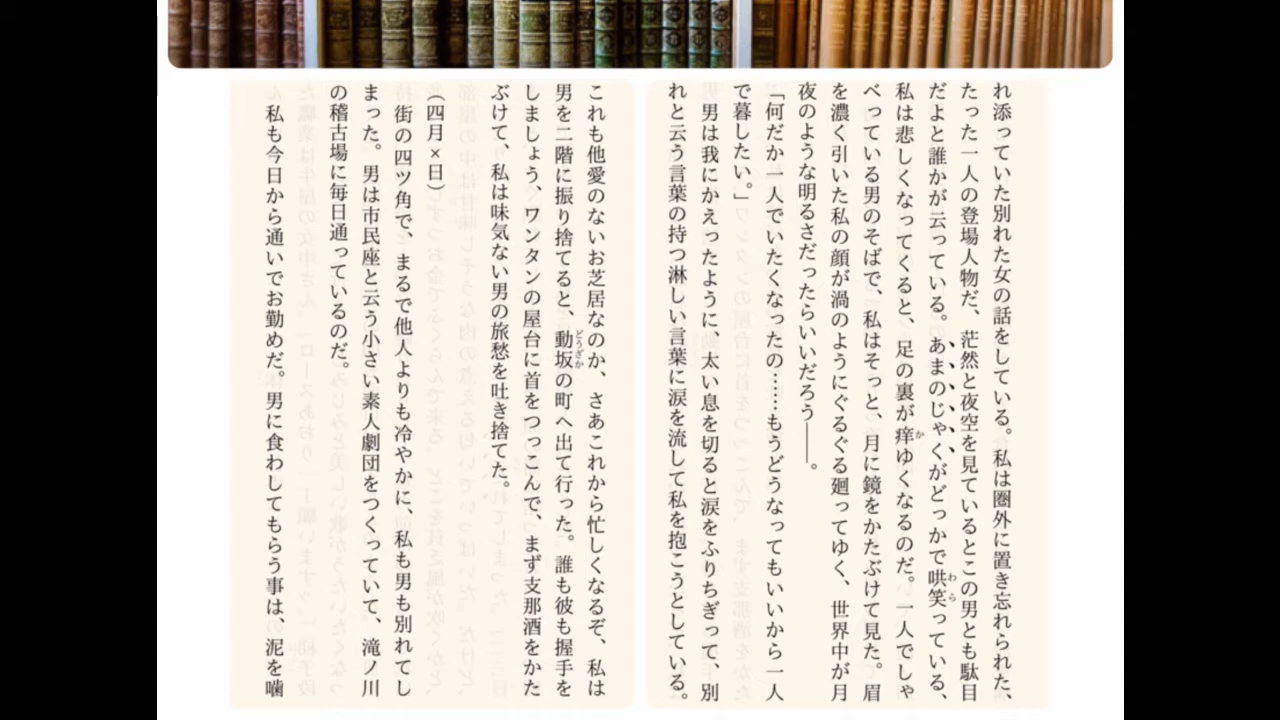 れ添っていた別れた女の話をしている。私は圏外に置き忘れられた、
たった一人の登場人物だ、茫然と夜空を見ているとこの男とも駄目
だよと誰かが云っている。あまのじゃくがどっかで哄笑っている、
私は悲しくなってくると、足の裏が痒ゆくなるのだ。一人でしゃ
べっている男のそばで、私はそっと、月に鏡をかたぶけて見た。眉
を濃く引いた私の顔が渦のようにぐるぐる廻ってゆく、世界中が月
夜のような明るさだったらいいだろう――。
「何だか一人でいたくなったの……もうどうなってもいいから一人
で暮したい。」
男は我にかえったように、太い息を切ると涙をふりちぎって、別
れと云う言葉の持つ淋しい言葉に涙を流して私を抱こうとしている。
これも他愛のないお芝居なのか、さあこれから忙しくなるぞ、私は
男を二階に振り捨てると、動坂の町へ出て行った。誰も彼も握手を
しましょう、ワンタンの屋台に首をつっこんで、まず支那酒をかた
ぶけて、私は味気ない男の旅愁を吐き捨てた。
（四月×日）
街の四ツ角で、まるで他人よりも冷やかに、私も男も別れてし
まった。男は市民座と云う小さい素人劇団をつくっていて、滝ノ川
の稽古場に毎日通っているのだ。
私も今日から通いでお勤めだ。男に食わしてもらう事は、泥を噛